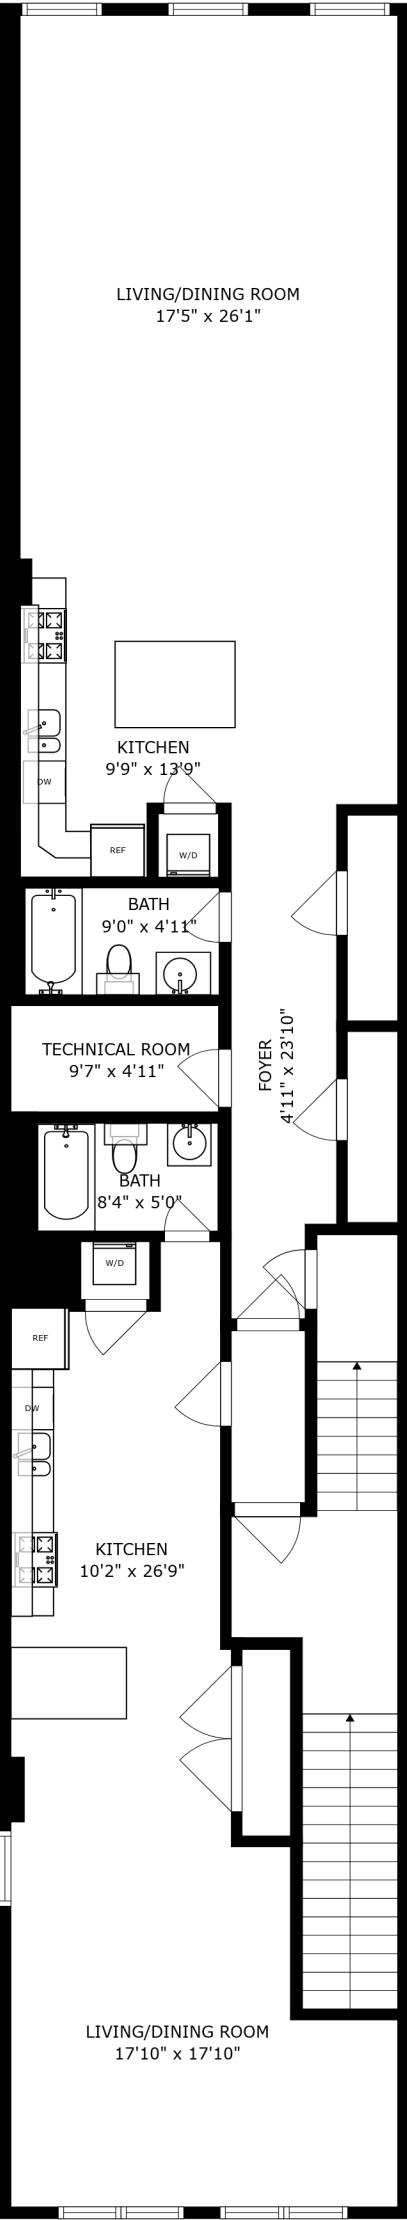 LIVING/DINING ROOM
17'5" x 26'1"
KITCHEN
9'9" x 13'9"
DW
REF
W/D
BATH
9'0" x 4'11"
TECHNICAL ROOM
9'7" x 4'11"
FOYER
4'11" x 23'10"
BATH
8'4" x 5'0"
W/D
REF
DW
KITCHEN
10'2" x 26'9"
LIVING/DINING ROOM
17'10" x 17'10"